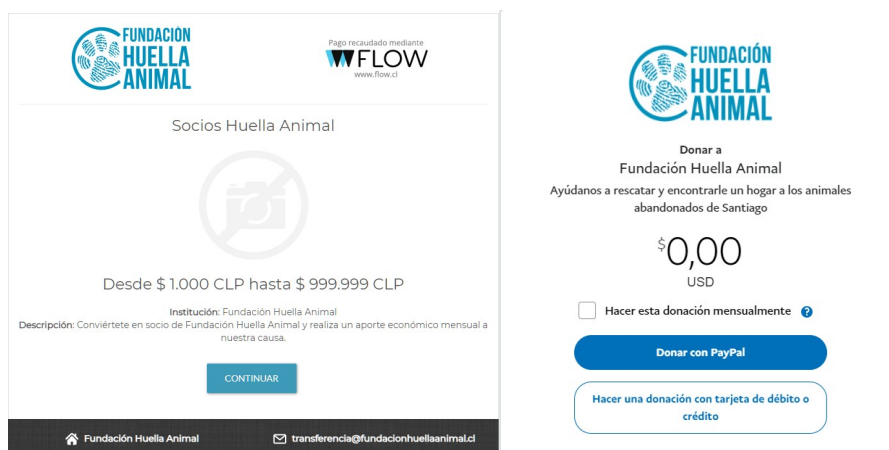 FUNDACIÓN
HUELLA
ANIMAL
Pago recaudado mediante
FLOW
www.flow.cl
Socios Huella Animal
Desde $ 1.000 CLP hasta $ 999.999 CLP
Institución: Fundación Huella Animal
Descripción: Conviértete en socio de Fundación Huella Animal y realiza un aporte económico mensual a
nuestra causa.
CONTINUAR
Fundación Huella Animal
transferencia@fundacionhuellaanimal.cl
FUNDACIÓN
HUELLA
ANIMAL
Donar a
Fundación Huella Animal
Ayúdanos a rescatar y encontrarle un hogar a los animales
abandonados de Santiago
$0,00
USD
Hacer esta donación mensualmente ?
Donar con PayPal
Hacer una donación con tarjeta de débito o
crédito